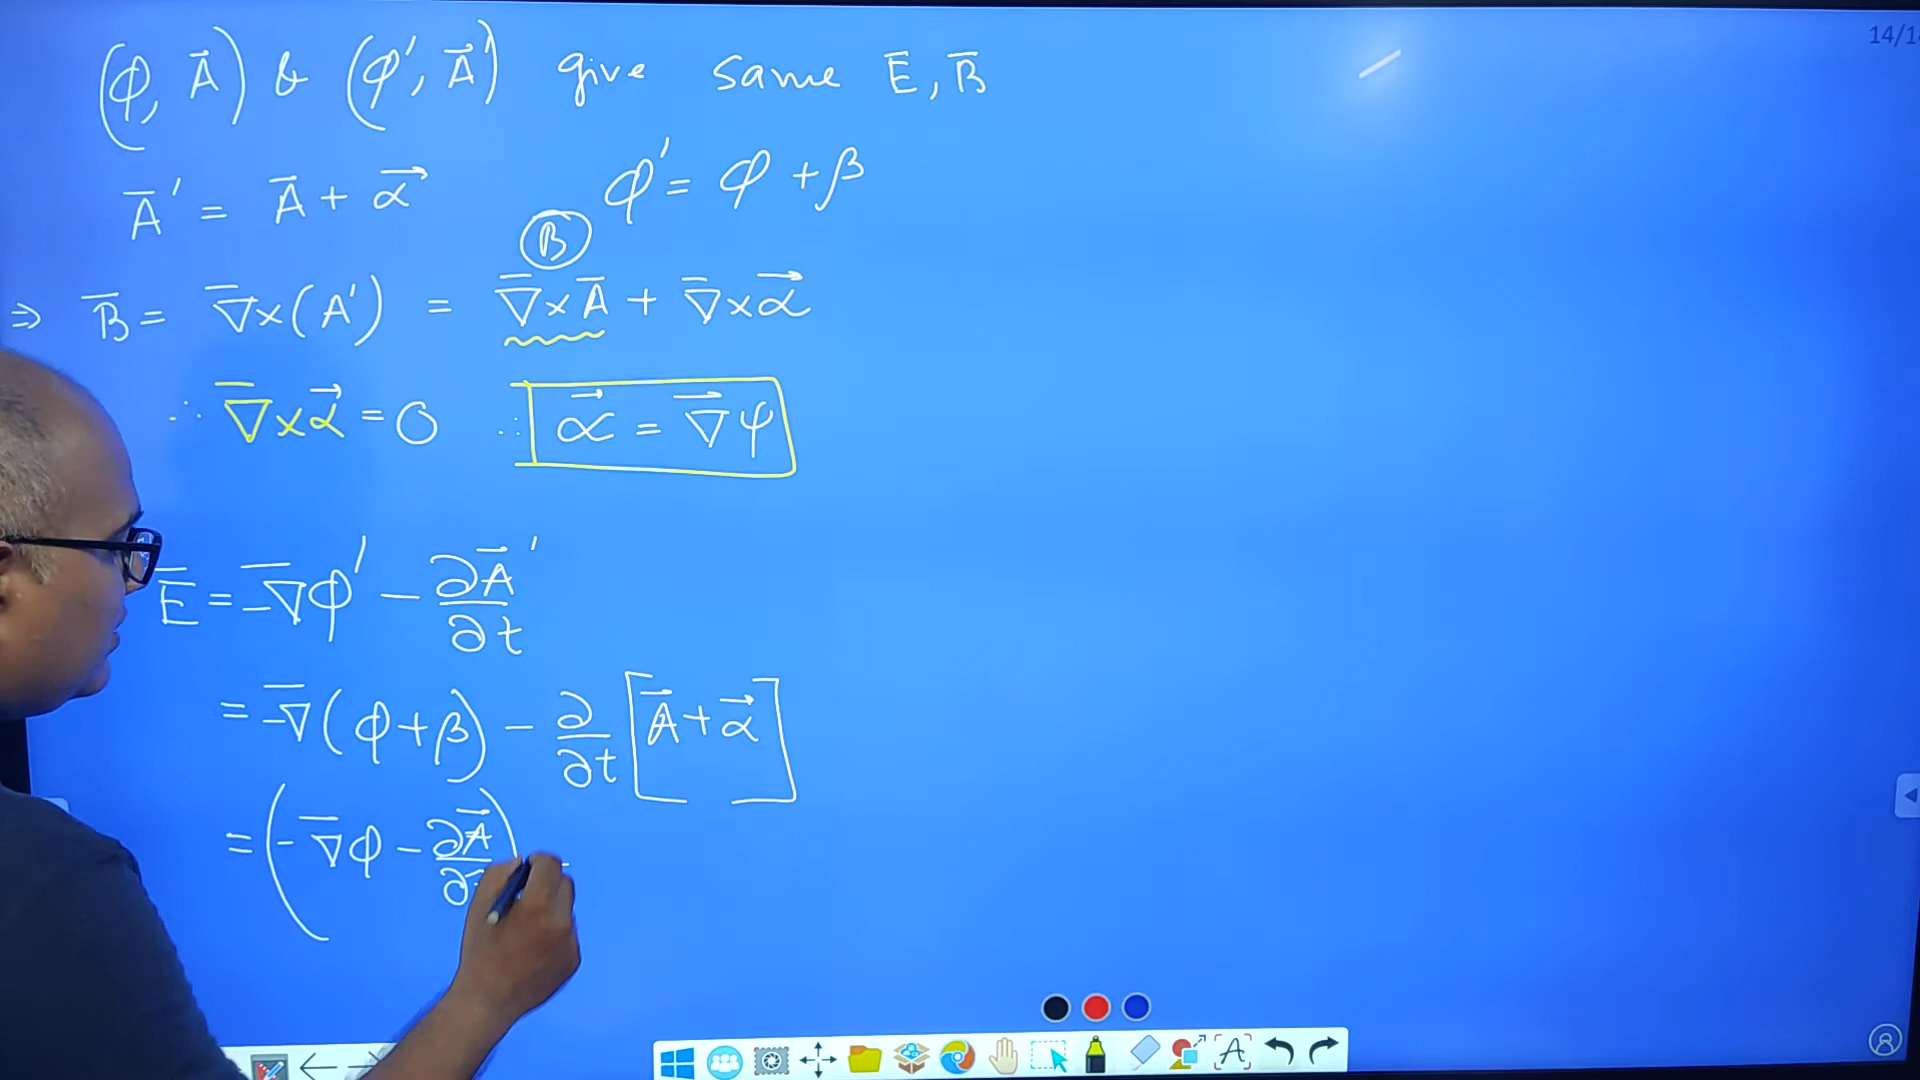 14/1
(φ, A̅) & (φ′, A̅′) give same E̅, B̅
A̅′ = A̅ + α⃗ φ′ = φ + β
B
⇒ B̅ = ∇̅×(A′) = ∇̅×A̅ + ∇̅×α⃗
∴ ∇̅×α⃗ = 0 ∴ α⃗ = ∇⃗ψ
E̅ = -∇̅φ′ - ∂A̅′/∂t
= -∇̅(φ+β) - ∂/∂t [A̅+α⃗]
= (-∇̅φ - ∂A̅/∂
A